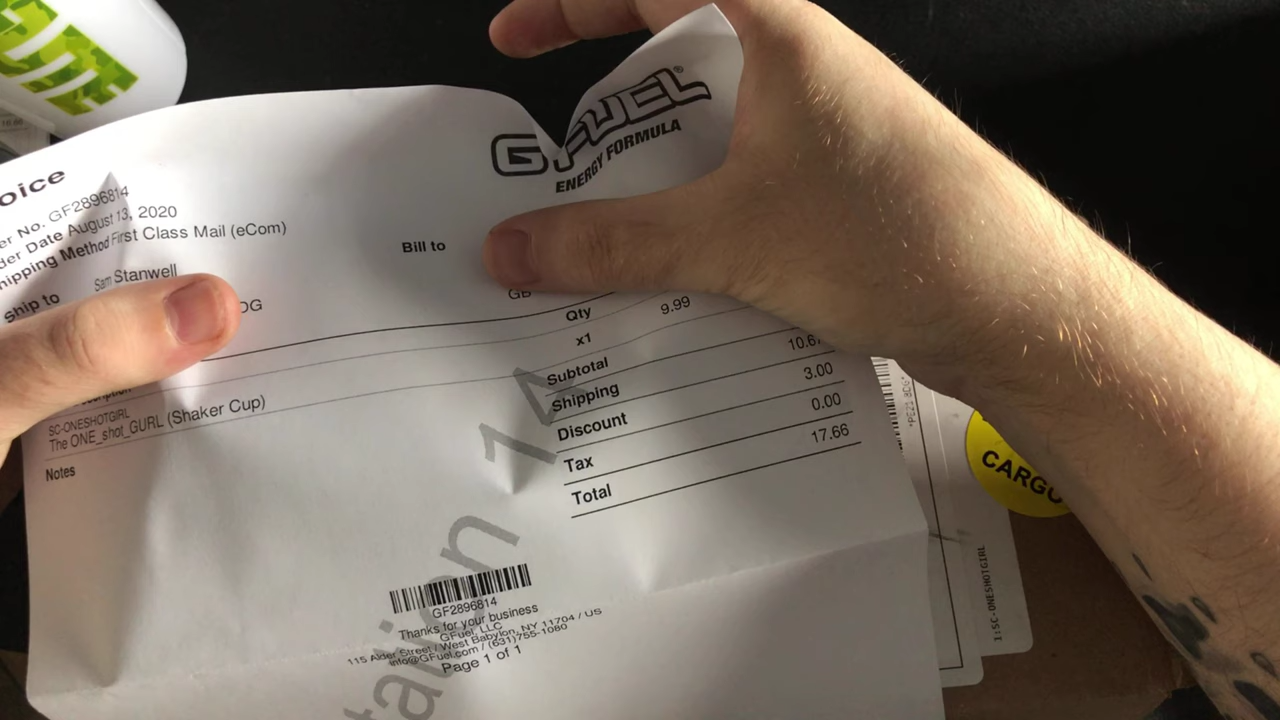 GFUEL®
ENERGY FORMULA
oice
er No. GF2896814
der Date August 13, 2020
hipping Method First Class Mail (eCom)
Ship to
Sam Stanwell
DG
Bill to
GB
Qty
x1
9.99
SC-ONESHOTGIRL
The ONE_shot_GURL (Shaker Cup)
Notes
Subtotal 10.67
Shipping 3.00
Discount 0.00
Tax 17.66
Total
14
GF2896814
Thanks for your business
GFuel, LLC
115 Alder Street / West Babylon, NY 11704 / US
info@GFuel.com / (631)755-1080
Page 1 of 1
CARGO
1:SC-ONESHOTGIRL